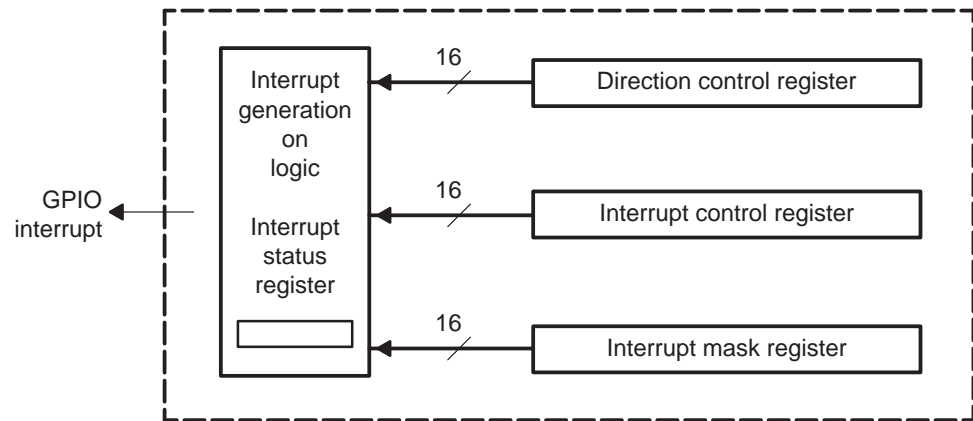 GPIO
interrupt
Interrupt
generation
on
logic
Interrupt
status
register
16
Direction control register
16
Interrupt control register
16
Interrupt mask register